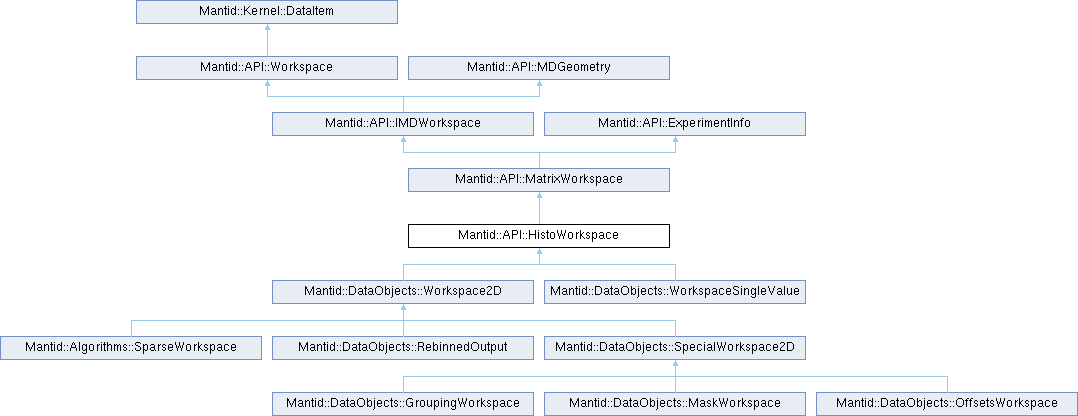 Mantid::Kernel::DataItem
Mantid::API::Workspace
Mantid::API::MDGeometry
Mantid::API::IMDWorkspace
Mantid::API::ExperimentInfo
Mantid::API::MatrixWorkspace
Mantid::API::HistoWorkspace
Mantid::DataObjects::Workspace2D
Mantid::DataObjects::WorkspaceSingleValue
Mantid::Algorithms::SparseWorkspace
Mantid::DataObjects::RebinnedOutput
Mantid::DataObjects::SpecialWorkspace2D
Mantid::DataObjects::GroupingWorkspace
Mantid::DataObjects::MaskWorkspace
Mantid::DataObjects::OffsetsWorkspace